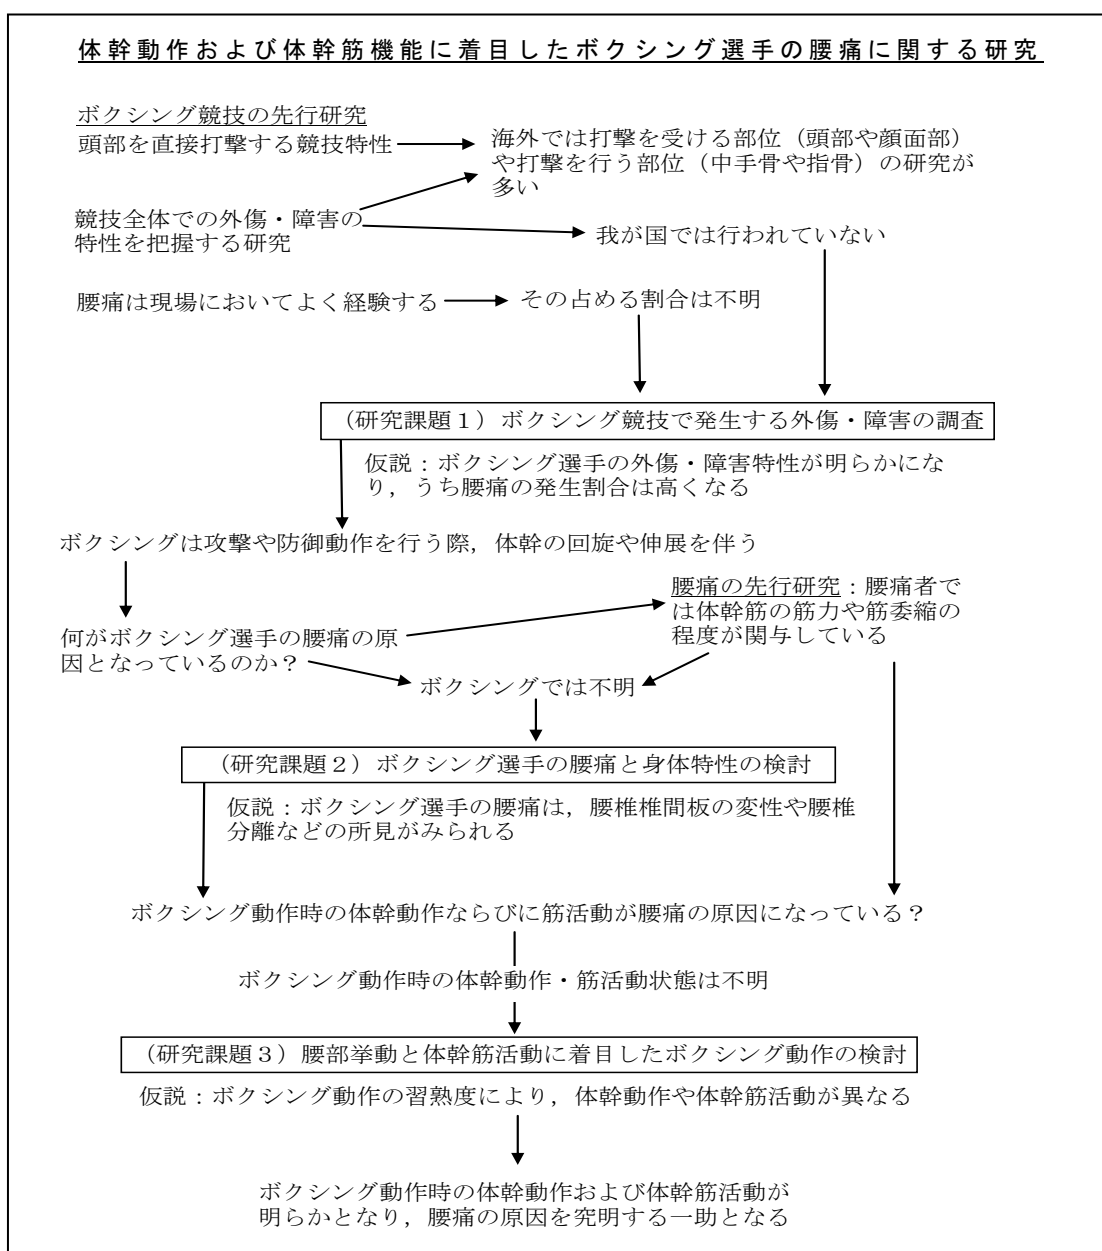 体幹動作および体幹筋機能に着目したボクシング選手の腰痛に関する研究
ボクシング競技の先行研究
頭部を直接打撃する競技特性
海外では打撃を受ける部位（頭部や顔面部）
や打撃を行う部位（中手骨や指骨）の研究が
多い
競技全体での外傷・障害の
特性を把握する研究
我が国では行われていない
腰痛は現場においてよく経験する
その占める割合は不明
（研究課題１）ボクシング競技で発生する外傷・障害の調査
仮説：ボクシング選手の外傷・障害特性が明らかにな
り，うち腰痛の発生割合は高くなる
ボクシングは攻撃や防御動作を行う際，体幹の回旋や伸展を伴う
腰痛の先行研究：腰痛者で
は体幹筋の筋力や筋委縮の
程度が関与している
何がボクシング選手の腰痛の原
因となっているのか？
ボクシングでは不明
（研究課題２）ボクシング選手の腰痛と身体特性の検討
仮説：ボクシング選手の腰痛は，腰椎椎間板の変性や腰椎
分離などの所見がみられる
ボクシング動作時の体幹動作ならびに筋活動が腰痛の原因になっている？
ボクシング動作時の体幹動作・筋活動状態は不明
（研究課題３）腰部挙動と体幹筋活動に着目したボクシング動作の検討
仮説：ボクシング動作の習熟度により，体幹動作や体幹筋活動が異なる
ボクシング動作時の体幹動作および体幹筋活動が
明らかとなり，腰痛の原因を究明する一助となる